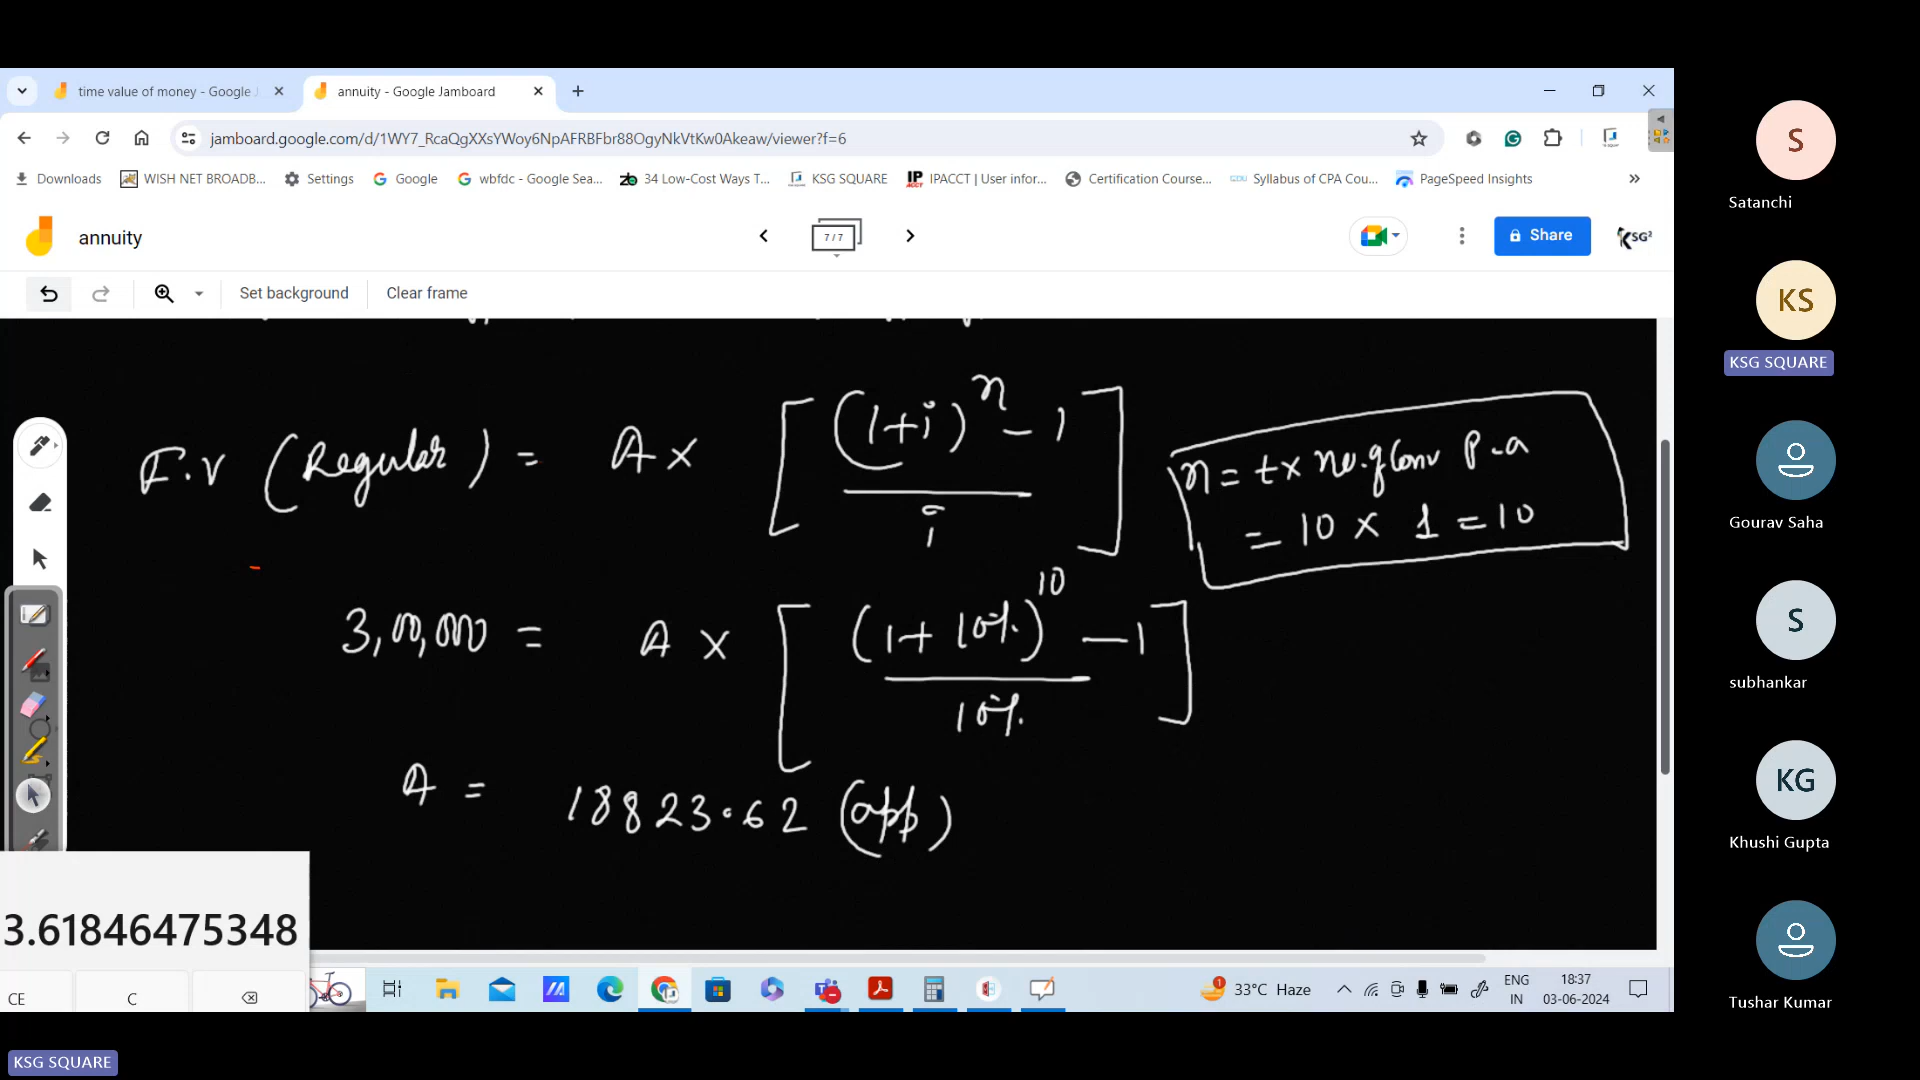 time value of money - Google J
annuity - Google Jamboard
jamboard.google.com/d/1WY7_RcaQgXXsYWoy6NpAFRBFbr88OgyNkVtKw0Akeaw/viewer?f=6
Downloads WISH NET BROADB... Settings Google wbfdc - Google Sea... 34 Low-Cost Ways T... KSG SQUARE IPACCT | User infor... Certification Course... Syllabus of CPA Cou... PageSpeed Insights
annuity
7 / 7
Share
KSG²
Set background Clear frame
F.V (Regular) = A × [ (1+i)^n - 1 / i ]
n = t × no. of Conv P.a
= 10 × 1 = 10
3,00,000 = A × [ (1 + 10%)^10 - 1 / 10% ]
A = 18823.62 (app)
3.61846475348
CE C
33°C Haze
ENG
IN
18:37
03-06-2024
S
Satanchi
KS
KSG SQUARE
Gourav Saha
S
subhankar
KG
Khushi Gupta
Tushar Kumar
KSG SQUARE